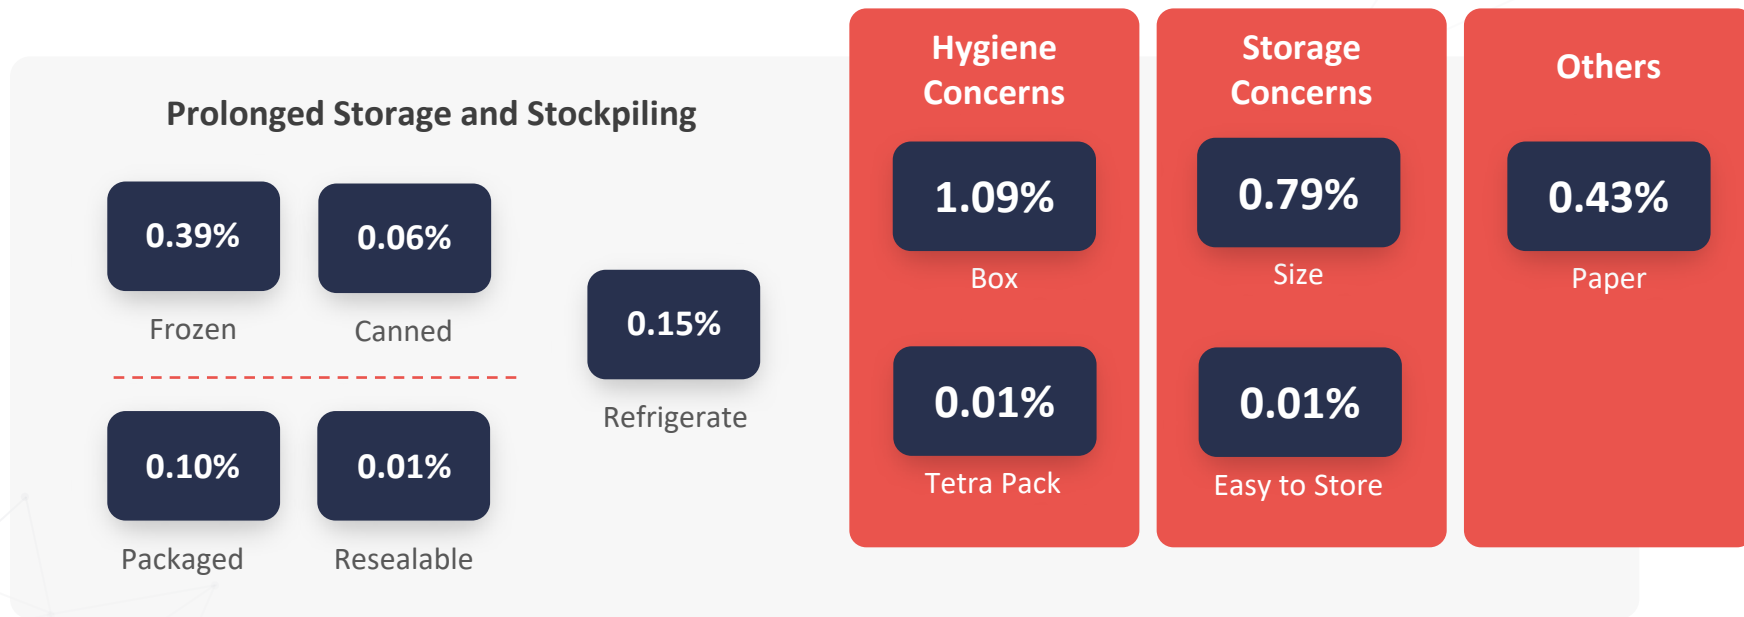 Prolonged Storage and Stockpiling
0.39%
Frozen
0.06%
Canned
0.10%
Packaged
0.01%
Resealable
0.15%
Refrigerate
Hygiene
Concerns
1.09%
Box
0.01%
Tetra Pack
Storage
Concerns
0.79%
Size
0.01%
Easy to Store
Others
0.43%
Paper